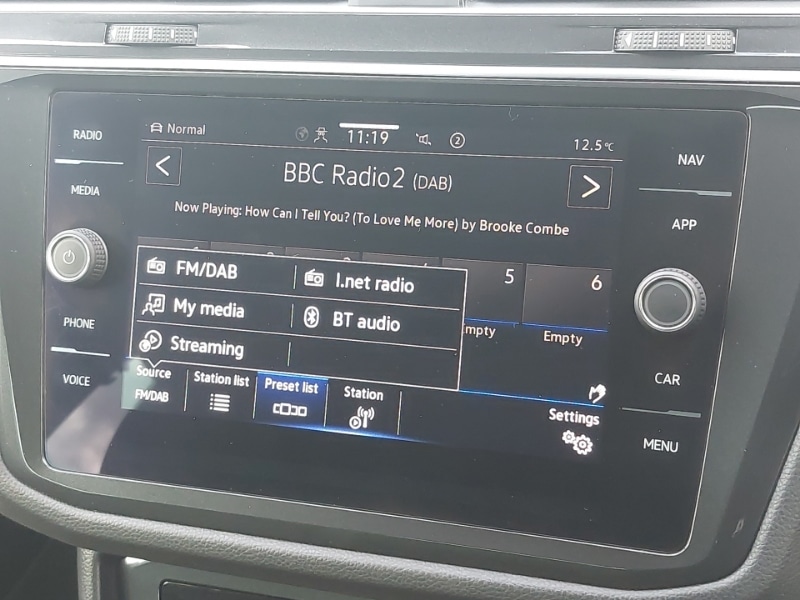 RADIO
MEDIA
PHONE
VOICE
Normal
11:19
2
12.5°C
<
BBC Radio2 (DAB)
>
Now Playing: How Can I Tell You? (To Love Me More) by Brooke Combe
5
6
Empty
FM/DAB
I.net radio
My media
BT audio
Streaming
Source
FM/DAB
Station list
Preset list
Station
Settings
NAV
APP
CAR
MENU